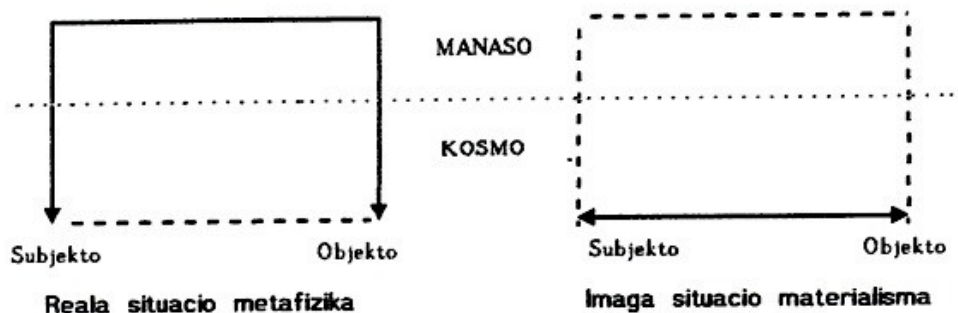 MANASO
KOSMO
Subjekto Objekto
Subjekto Objekto
Reala situacio metafizika
Imaga situacio materialisma